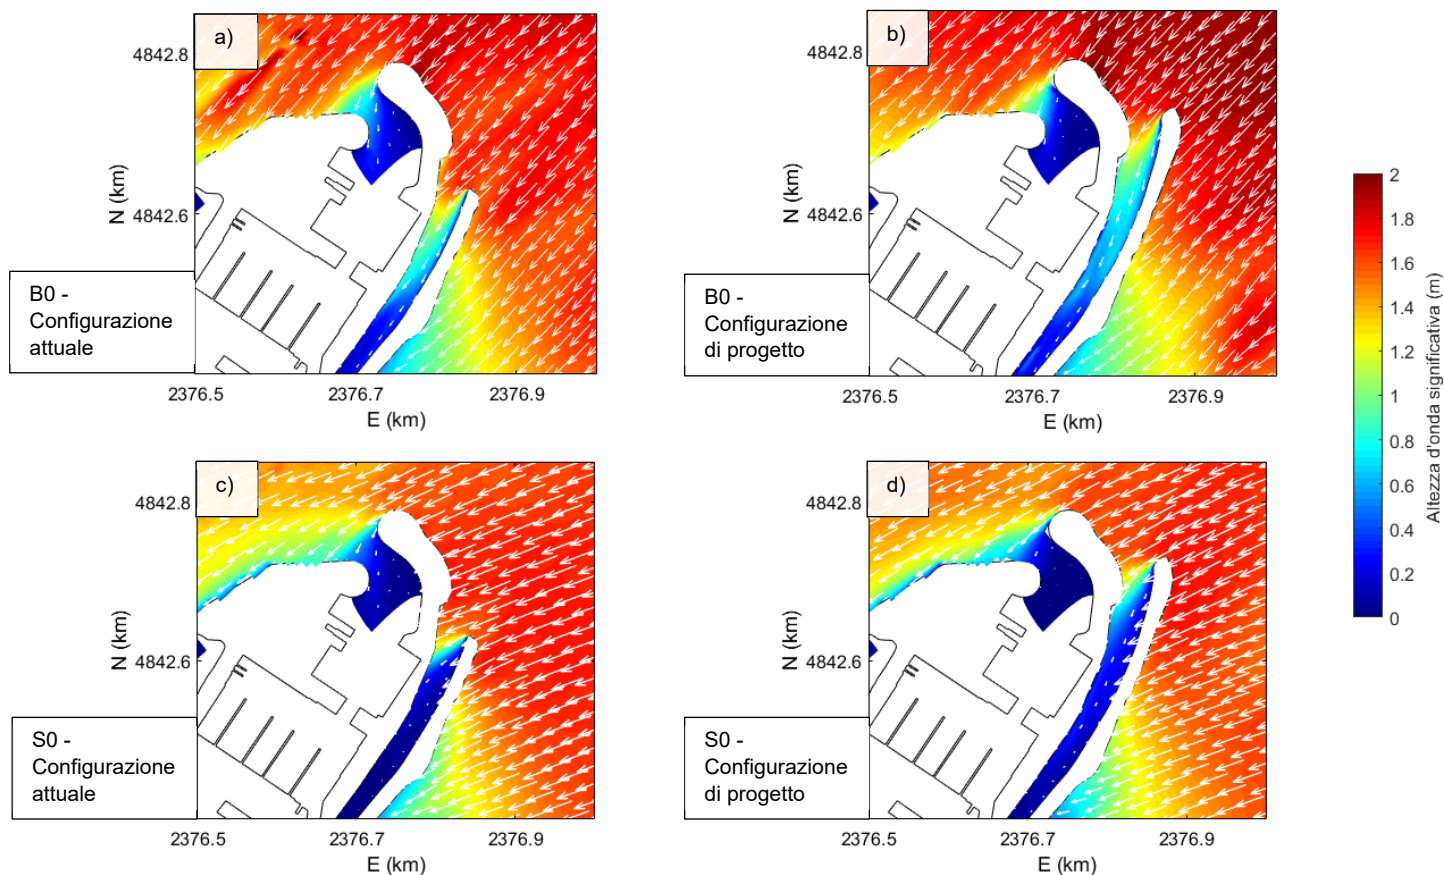 a)
4842.8
4842.6
N (km)
B0 -
Configurazione
attuale
2376.5
2376.7
2376.9
E (km)
b)
4842.8
4842.6
N (km)
B0 -
Configurazione
di progetto
2376.5
2376.7
2376.9
E (km)
c)
4842.8
4842.6
N (km)
S0 -
Configurazione
attuale
2376.5
2376.7
2376.9
E (km)
d)
4842.8
4842.6
N (km)
S0 -
Configurazione
di progetto
2376.5
2376.7
2376.9
E (km)
2
1.8
1.6
1.4
1.2
1
0.8
0.6
0.4
0.2
0
Altezza d'onda significativa (m)